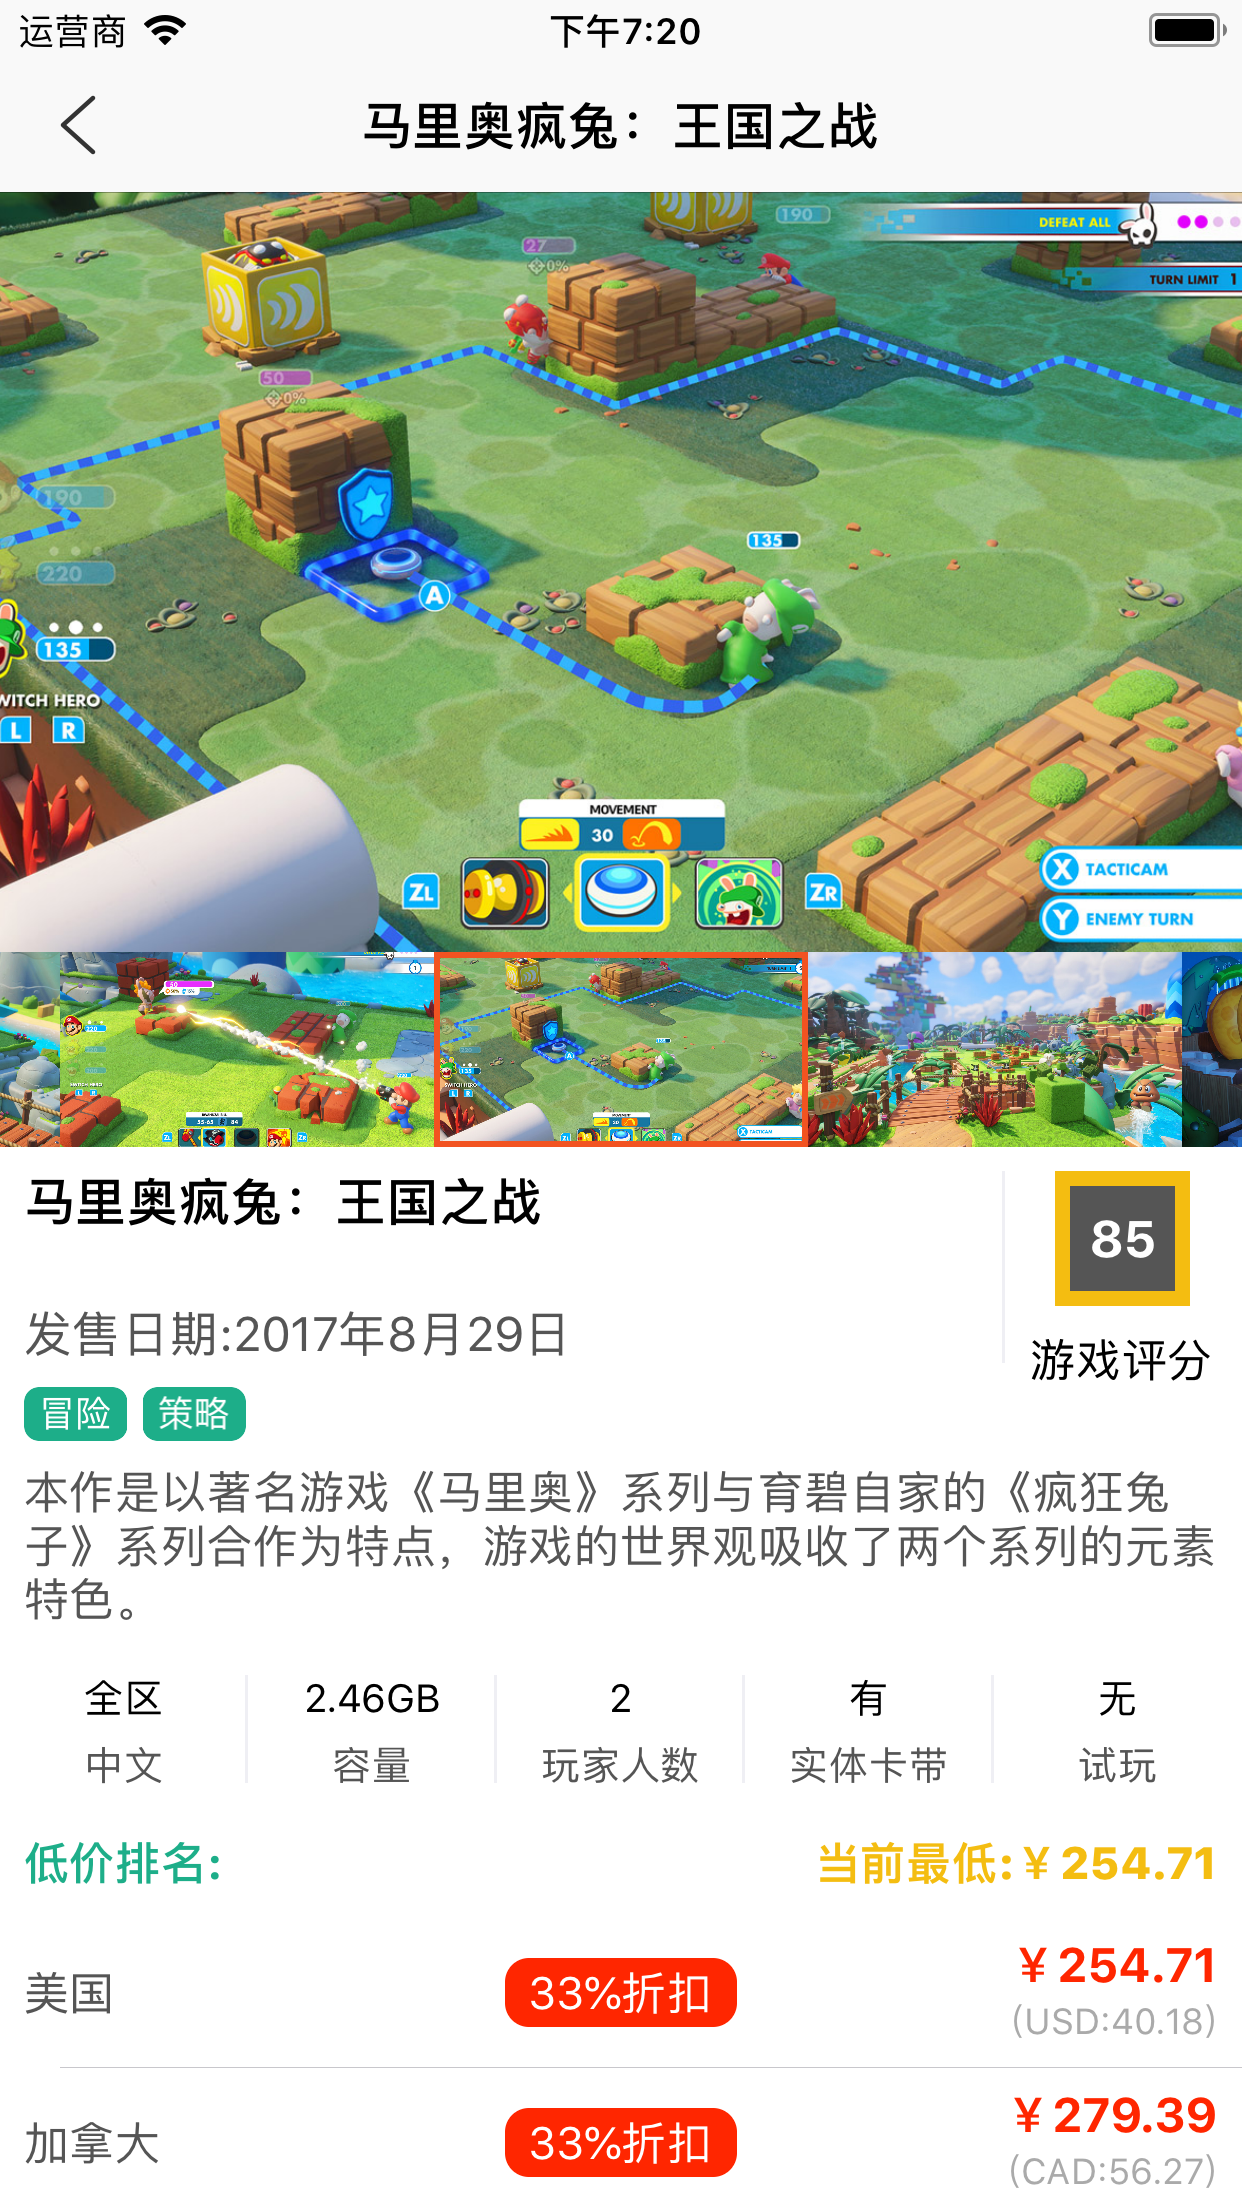 运营商
下午7:20
马里奥疯兔：王国之战
190
DEFEAT ALL
27
0%
TURN LIMIT 1
50
0%
190
220
135
135
A
WITCH HERO
L R
MOVEMENT
30
ZL
ZR
X TACTICAM
Y ENEMY TURN
马里奥疯兔：王国之战
85
游戏评分
发售日期:2017年8月29日
冒险 策略
本作是以著名游戏《马里奥》系列与育碧自家的《疯狂兔
子》系列合作为特点，游戏的世界观吸收了两个系列的元素
特色。
全区 2.46GB 2 有 无
中文 容量 玩家人数 实体卡带 试玩
低价排名: 当前最低:￥254.71
美国 33%折扣 ￥254.71
(USD:40.18)
加拿大 33%折扣 ￥279.39
(CAD:56.27)